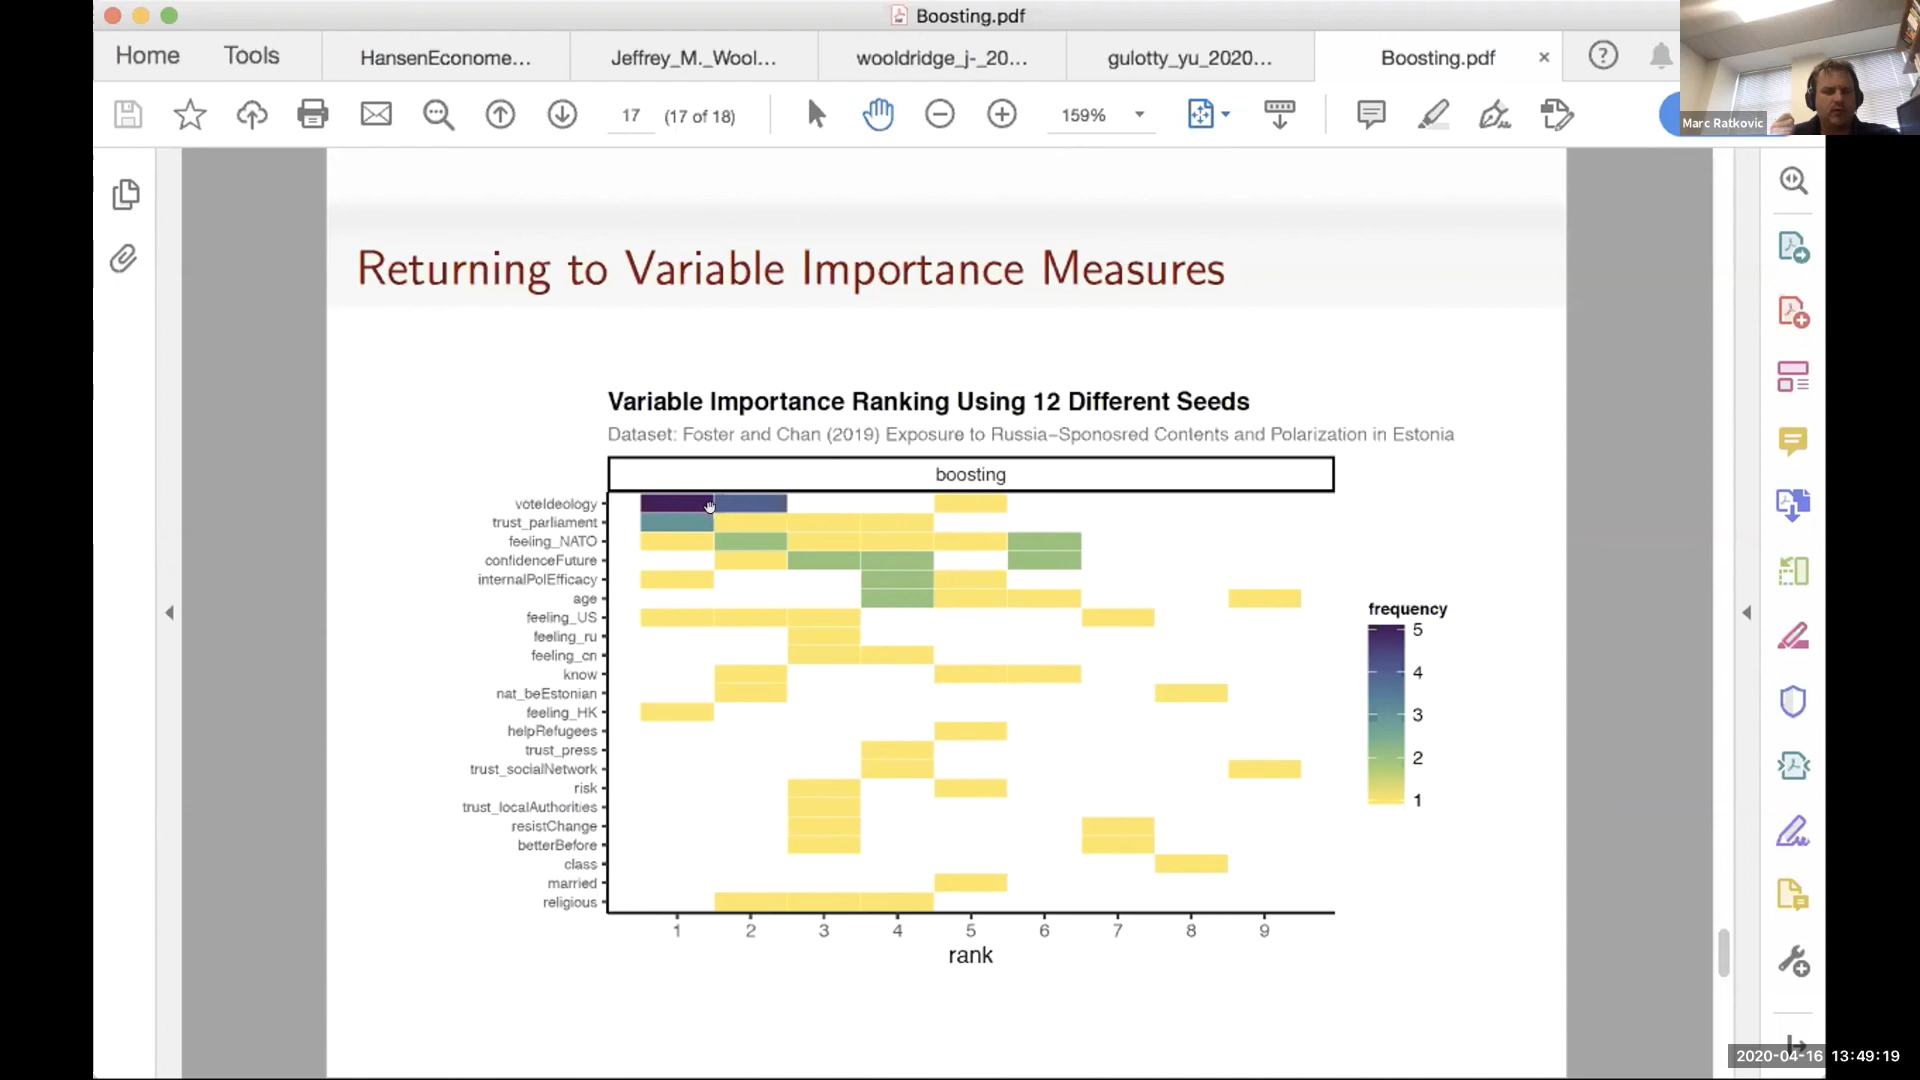 Boosting.pdf
Home Tools HansenEconome... Jeffrey_M._Wool... wooldridge_j-_20... gulotty_yu_2020... Boosting.pdf ×
17 (17 of 18) 159%
Marc Ratkovic
Returning to Variable Importance Measures
Variable Importance Ranking Using 12 Different Seeds
Dataset: Foster and Chan (2019) Exposure to Russia−Sponosred Contents and Polarization in Estonia
boosting
voteIdeology
trust_parliament
feeling_NATO
confidenceFuture
internalPolEfficacy
age
feeling_US
feeling_ru
feeling_cn
know
nat_beEstonian
feeling_HK
helpRefugees
trust_press
trust_socialNetwork
risk
trust_localAuthorities
resistChange
betterBefore
class
married
religious
1 2 3 4 5 6 7 8 9
rank
frequency
5
4
3
2
1
2020-04-16 13:49:19